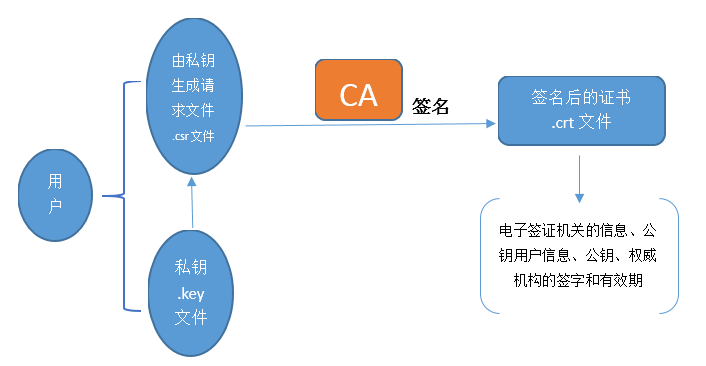 用
户
由私钥
生成请
求文件
.csr文件
私钥
.key
文件
CA
签名
签名后的证书
.crt 文件
电子签证机关的信息、公
钥用户信息、公钥、权威
机构的签字和有效期